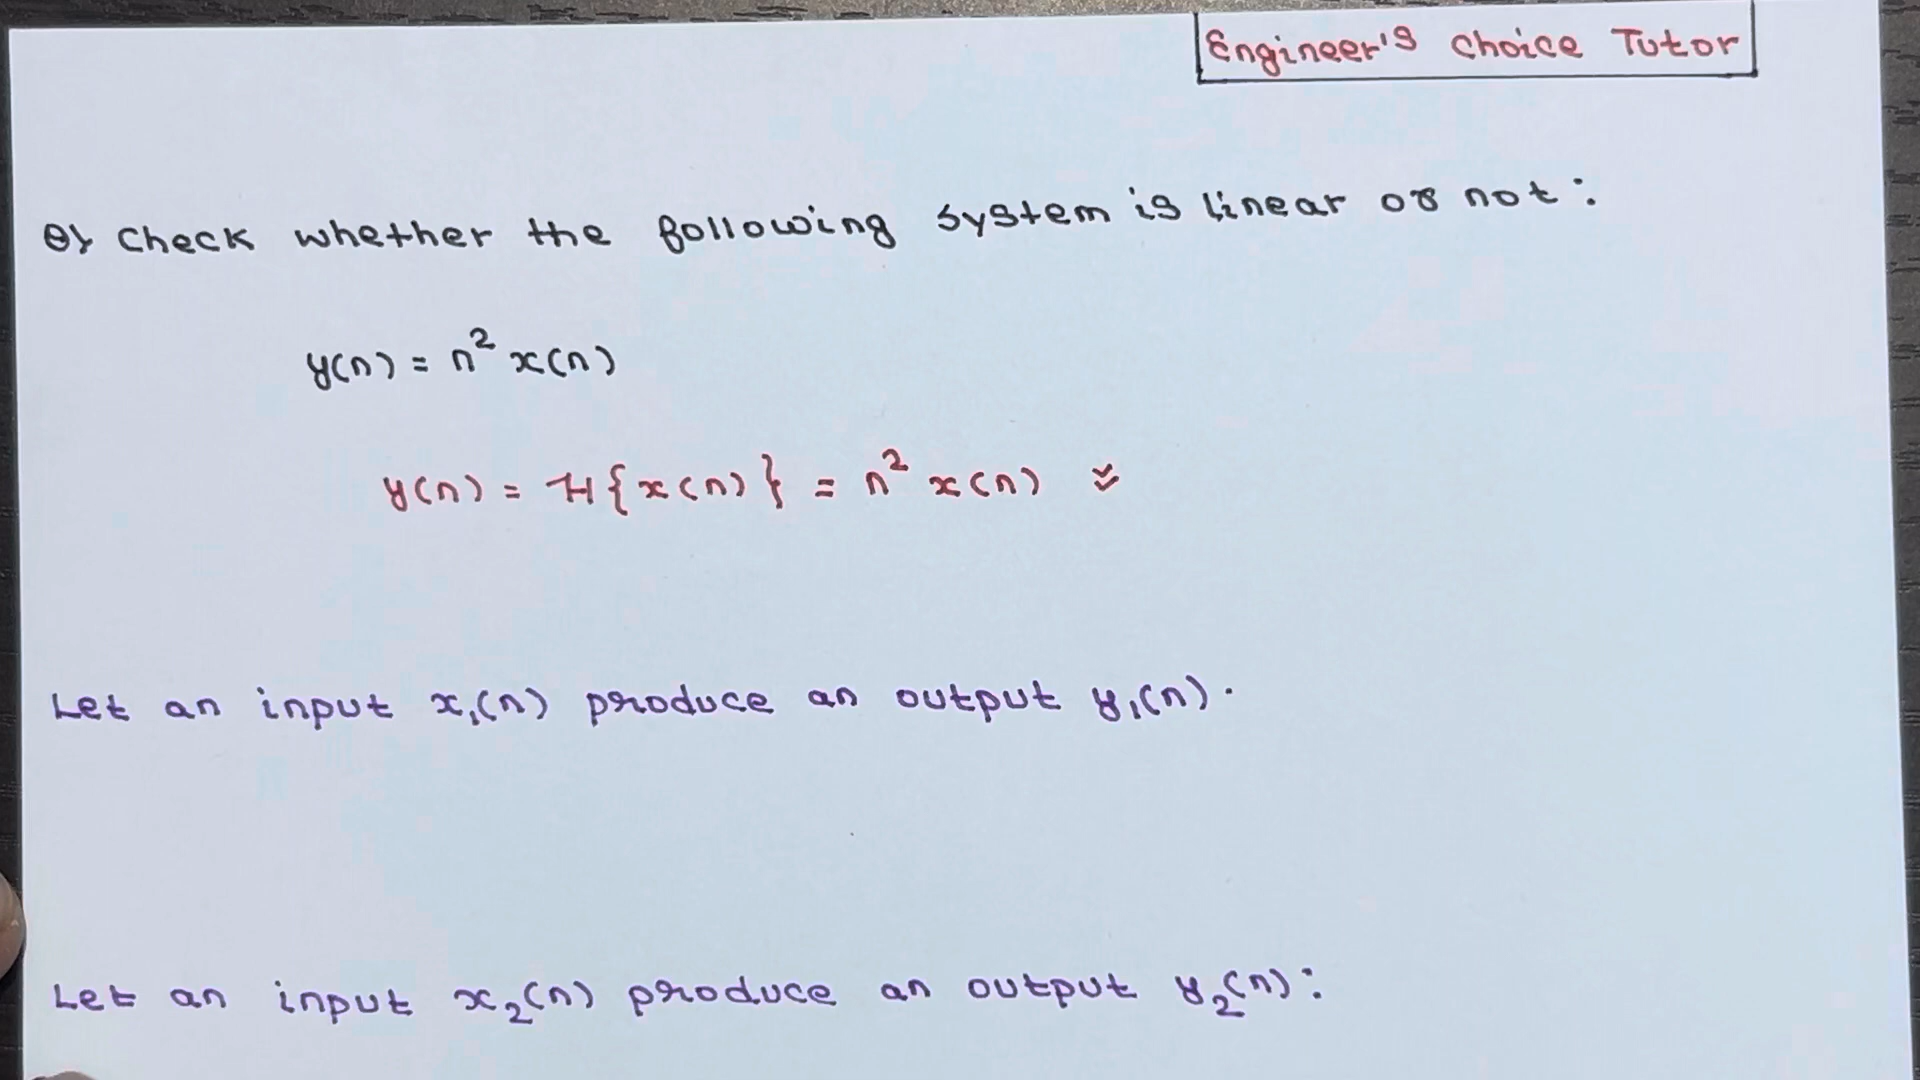 Engineer's choice Tutor
Q) Check whether the following system is linear or not:
y(n) = n² x(n)
y(n) = H{x(n)} = n² x(n)
Let an input x₁(n) produce an output y₁(n).
Let an input x₂(n) produce an output y₂(n):